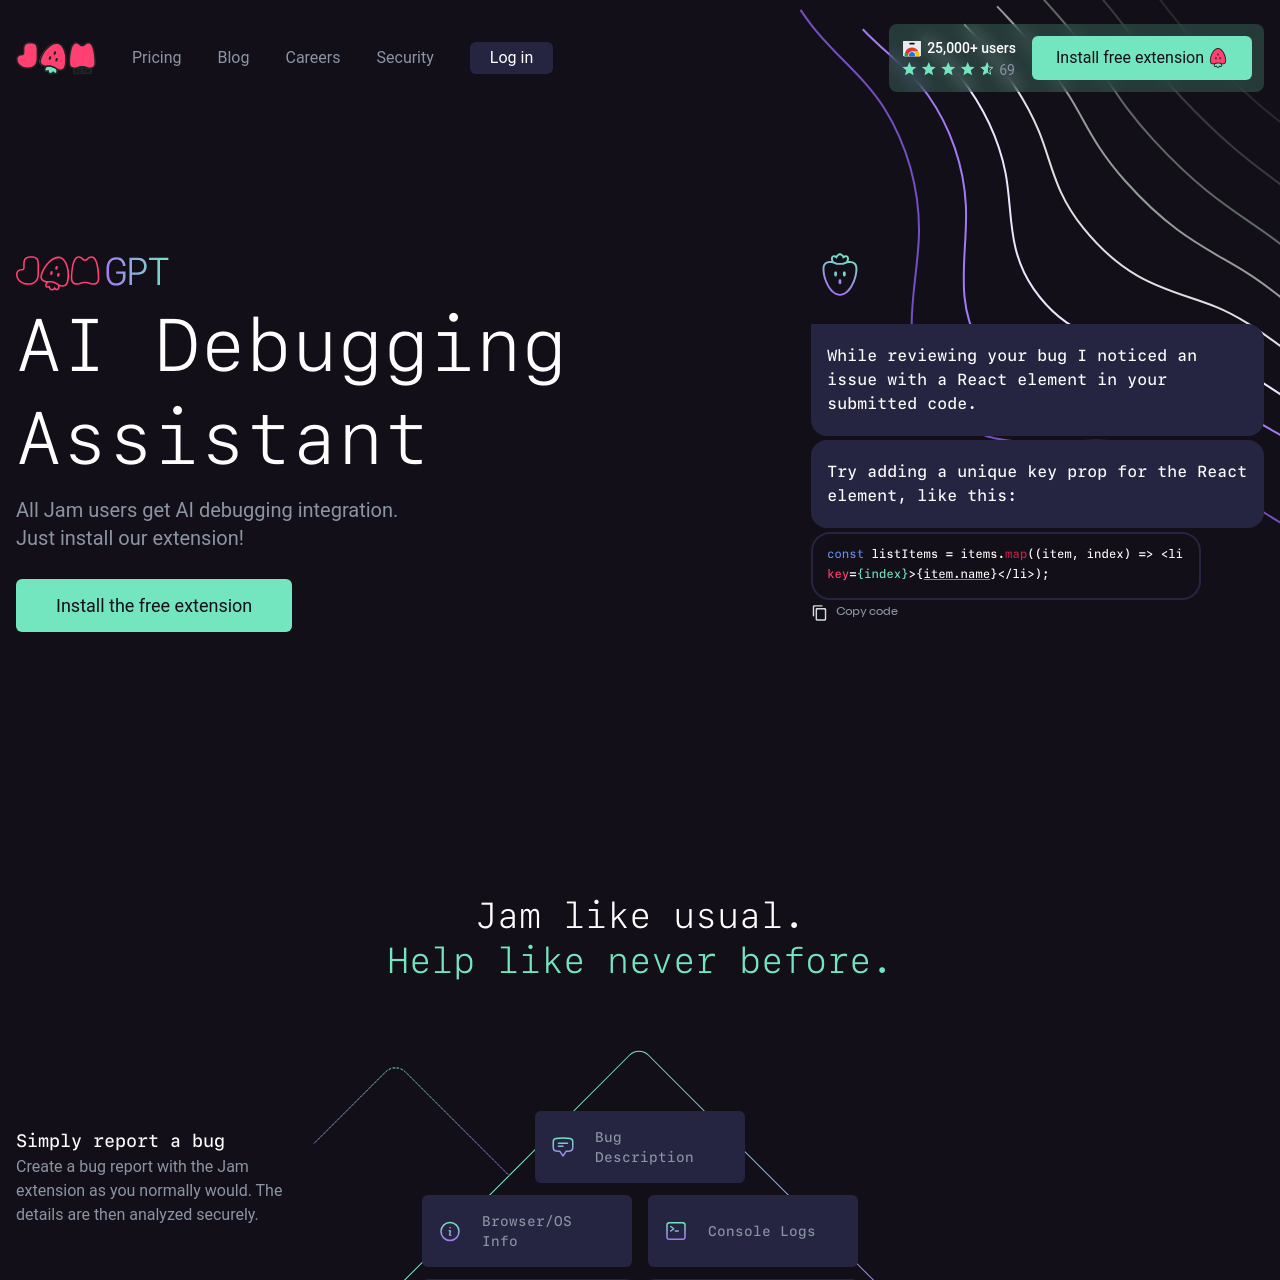 JAM
Pricing
Blog
Careers
Security
Log in
25,000+ users
69
Install free extension
JAM GPT
AI Debugging
Assistant
All Jam users get AI debugging integration.
Just install our extension!
Install the free extension
While reviewing your bug I noticed an
issue with a React element in your
submitted code.
Try adding a unique key prop for the React
element, like this:
const listItems = items.map((item, index) => <li
key={index}>{item.name}</li>);
Copy code
Jam like usual.
Help like never before.
Simply report a bug
Create a bug report with the Jam
extension as you normally would. The
details are then analyzed securely.
Bug
Description
Browser/OS
Info
Console Logs